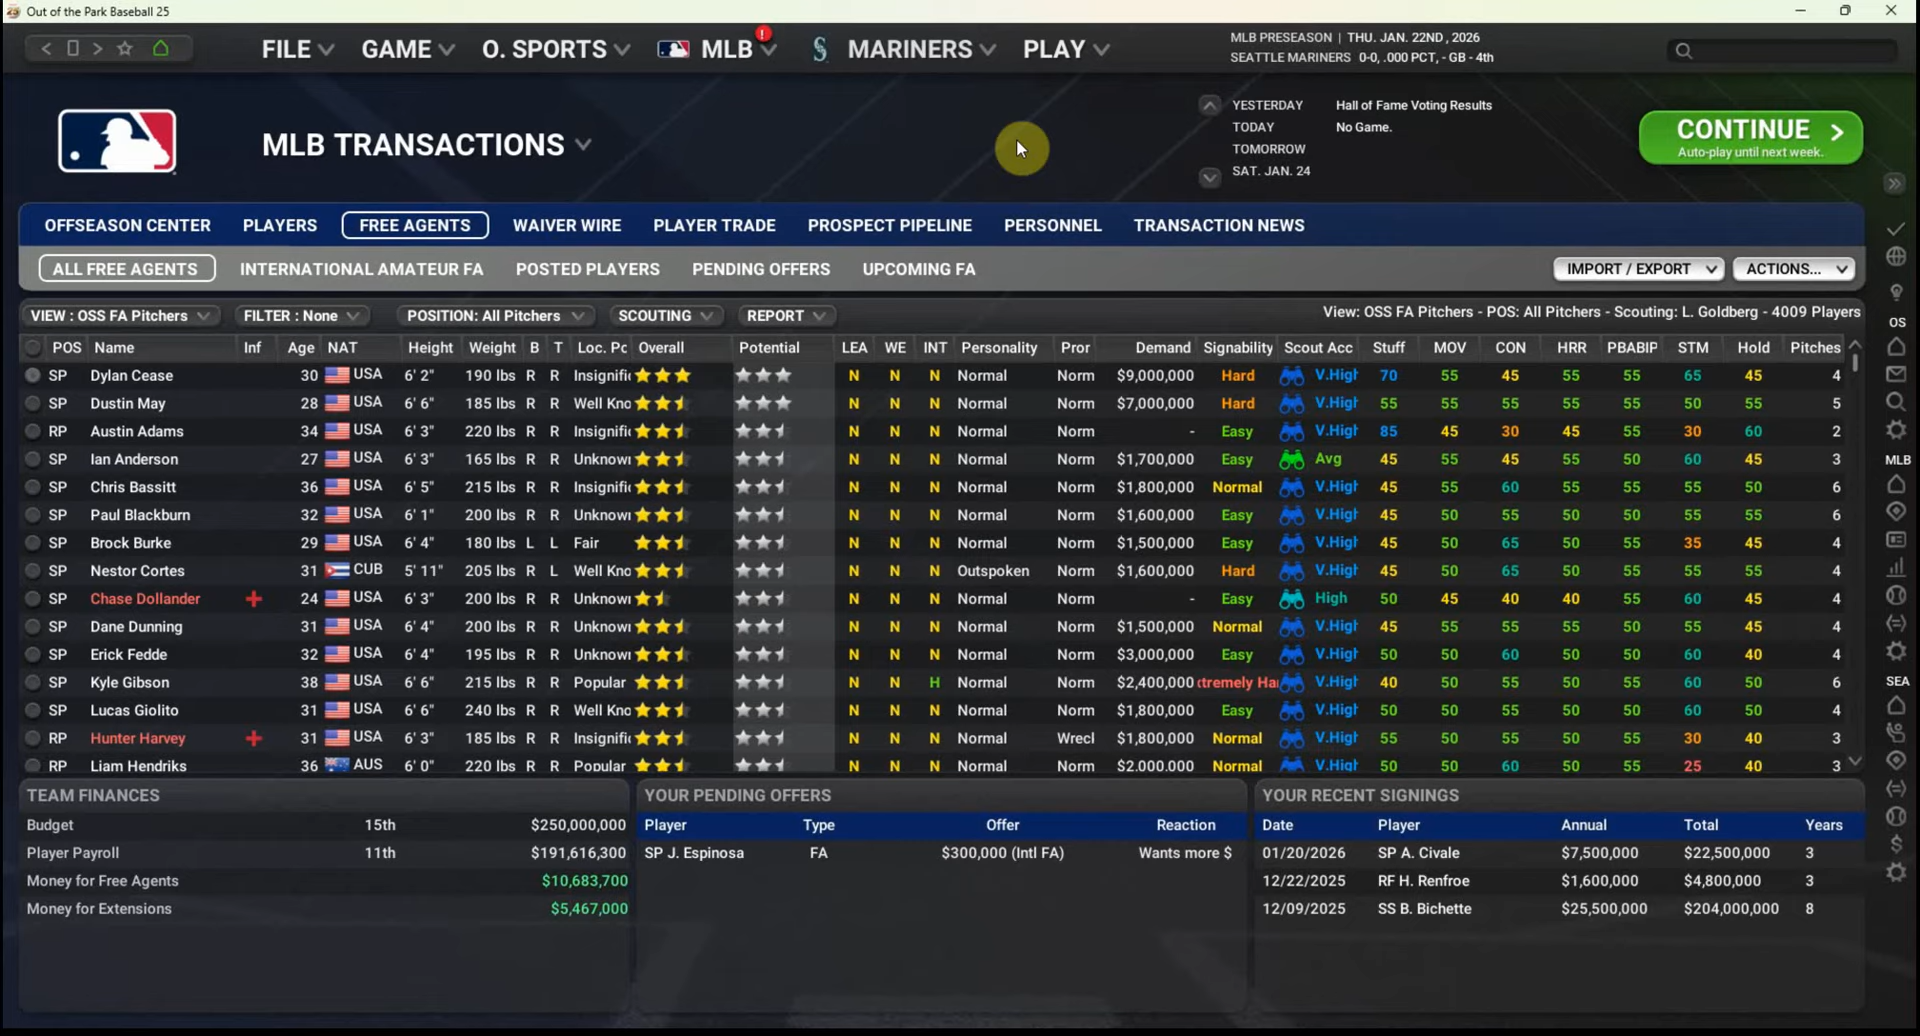 Out of the Park Baseball 25
FILE GAME O. SPORTS MLB MARINERS PLAY
MLB PRESEASON | THU. JAN. 22ND , 2026
SEATTLE MARINERS 0-0, .000 PCT, - GB - 4th
MLB TRANSACTIONS
YESTERDAY Hall of Fame Voting Results
TODAY No Game.
TOMORROW
SAT. JAN. 24
CONTINUE
Auto-play until next week.
OFFSEASON CENTER PLAYERS FREE AGENTS WAIVER WIRE PLAYER TRADE PROSPECT PIPELINE PERSONNEL TRANSACTION NEWS
ALL FREE AGENTS INTERNATIONAL AMATEUR FA POSTED PLAYERS PENDING OFFERS UPCOMING FA IMPORT / EXPORT ACTIONS...
VIEW : OSS FA Pitchers FILTER : None POSITION: All Pitchers SCOUTING REPORT View: OSS FA Pitchers - POS: All Pitchers - Scouting: L. Goldberg - 4009 Players
POS Name Inf Age NAT Height Weight B T Loc. Pc Overall Potential LEA WE INT Personality Pror Demand Signability Scout Acc Stuff MOV CON HRR PBABIP STM Hold Pitches
SP Dylan Cease 30 USA 6' 2" 190 lbs R R Insignifi N N N Normal Norm $9,000,000 Hard V.High 70 55 45 55 55 65 45 4
SP Dustin May 28 USA 6' 6" 185 lbs R R Well Kno N N N Normal Norm $7,000,000 Hard V.High 55 55 55 55 55 50 55 5
RP Austin Adams 34 USA 6' 3" 220 lbs R R Insignifi N N N Normal Norm - Easy V.High 85 45 30 45 55 30 60 2
SP Ian Anderson 27 USA 6' 3" 165 lbs R R Unknowi N N N Normal Norm $1,700,000 Easy Avg 45 55 45 55 50 60 45 3
SP Chris Bassitt 36 USA 6' 5" 215 lbs R R Insignifi N N N Normal Norm $1,800,000 Normal V.High 45 55 60 55 55 55 50 6
SP Paul Blackburn 32 USA 6' 1" 200 lbs R R Unknowi N N N Normal Norm $1,600,000 Easy V.High 45 50 55 50 50 55 55 6
SP Brock Burke 29 USA 6' 4" 180 lbs L L Fair N N N Normal Norm $1,500,000 Easy V.High 45 50 65 50 55 35 45 4
SP Nestor Cortes 31 CUB 5' 11" 205 lbs R L Well Kno N N N Outspoken Norm $1,600,000 Hard V.High 45 50 65 50 55 60 50 4
SP Chase Dollander 24 USA 6' 3" 200 lbs R R Unknowi N N N Normal Norm - Easy High 50 45 40 40 55 60 45 4
SP Dane Dunning 31 USA 6' 4" 200 lbs R R Unknowi N N N Normal Norm $1,500,000 Normal V.High 45 55 55 55 50 55 45 4
SP Erick Fedde 32 USA 6' 4" 195 lbs R R Unknowi N N N Normal Norm $3,000,000 Easy V.High 50 50 60 50 50 60 40 4
SP Kyle Gibson 38 USA 6' 6" 215 lbs R R Popular N N H Normal Norm $2,400,000 xtremely Hai V.High 40 55 55 50 55 60 50 6
SP Lucas Giolito 31 USA 6' 6" 240 lbs R R Well Kno N N N Normal Norm $1,800,000 Easy V.High 50 50 55 50 55 60 50 4
RP Hunter Harvey 31 USA 6' 3" 185 lbs R R Insignifi N N N Normal Wrecl $1,800,000 Normal V.High 55 50 55 50 55 30 40 3
RP Liam Hendriks 36 AUS 6' 0" 220 lbs R R Popular N N N Normal Norm $2,000,000 Normal V.High 50 50 60 50 55 25 40 3
OS
MLB
SEA
TEAM FINANCES
Budget 15th $250,000,000
Player Payroll 11th $191,616,300
Money for Free Agents $10,683,700
Money for Extensions $5,467,000
YOUR PENDING OFFERS
Player Type Offer Reaction
SP J. Espinosa FA $300,000 (Intl FA) Wants more $
YOUR RECENT SIGNINGS
Date Player Annual Total Years
01/20/2026 SP A. Civale $7,500,000 $22,500,000 3
12/22/2025 RF H. Renfroe $1,600,000 $4,800,000 3
12/09/2025 SS B. Bichette $25,500,000 $204,000,000 8